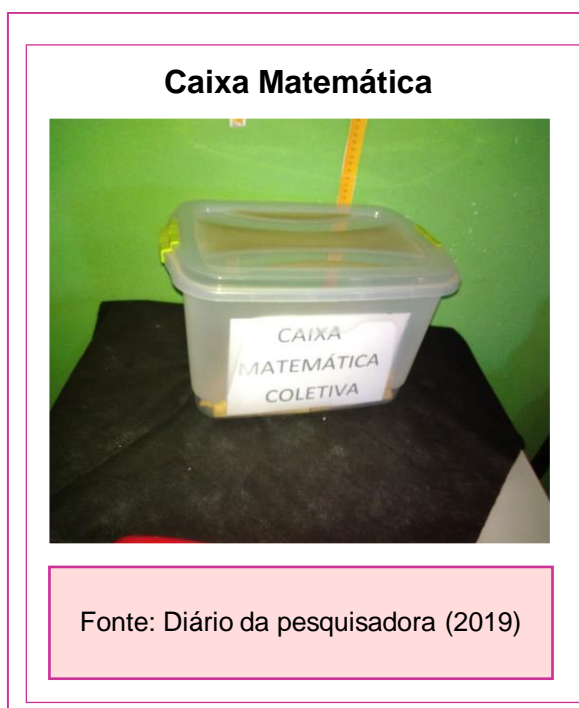 Caixa Matemática
CAIXA
MATEMÁTICA
COLETIVA
Fonte: Diário da pesquisadora (2019)